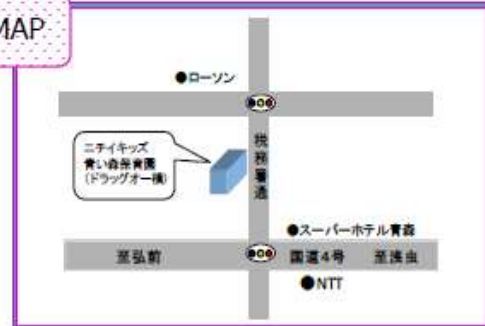 MAP
●ローソン
ニチイキッズ
青い森保育園
(ドラッグオー横)
税務署通
●スーパーホテル青森
至弘前
国道4号
至浅虫
●NTT